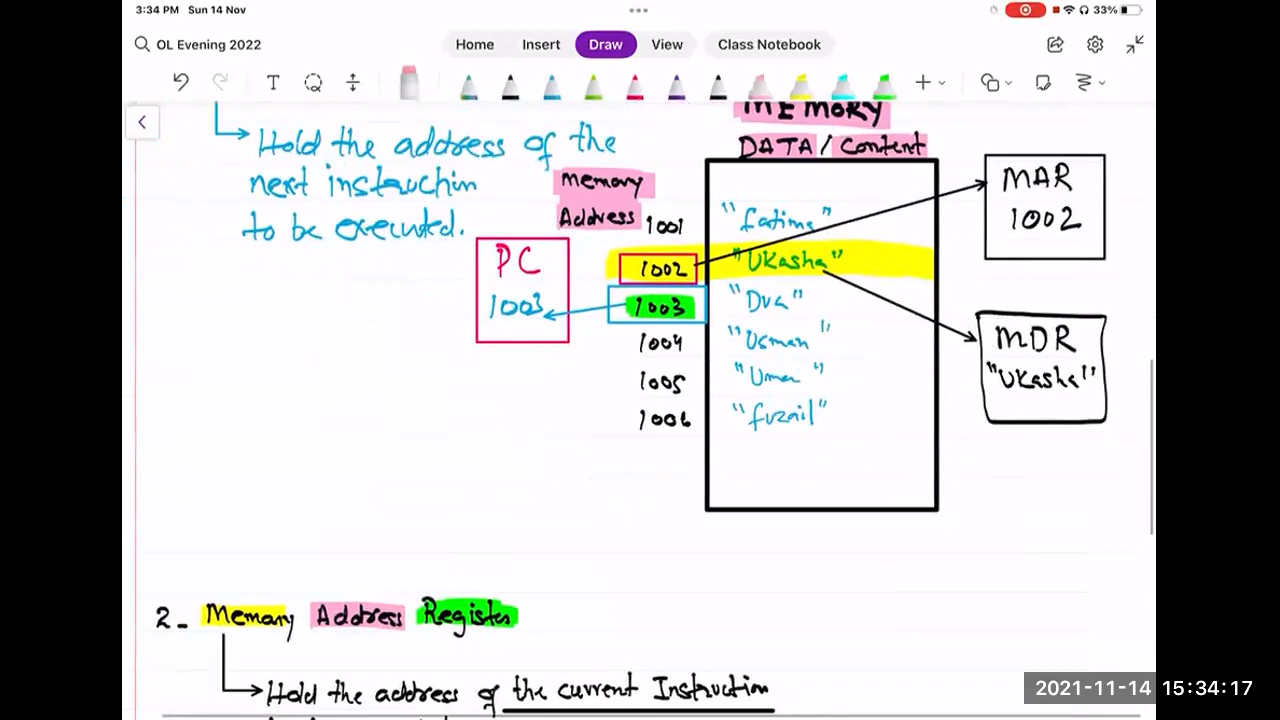 3:34 PM Sun 14 Nov
33%
OL Evening 2022
Home Insert Draw View Class Notebook
MEMORY
DATA / Content
Hold the address of the
next instruction
to be executed.
Memory
Address
1001 "fatima"
1002 "Ukasha"
1003 "Dua"
1004 "Usman"
1005 "Umer"
1006 "fuzail"
PC
1003
MAR
1002
MDR
"Ukasha"
2- Memory Address Register
Hold the address of the current Instruction
2021-11-14 15:34:17